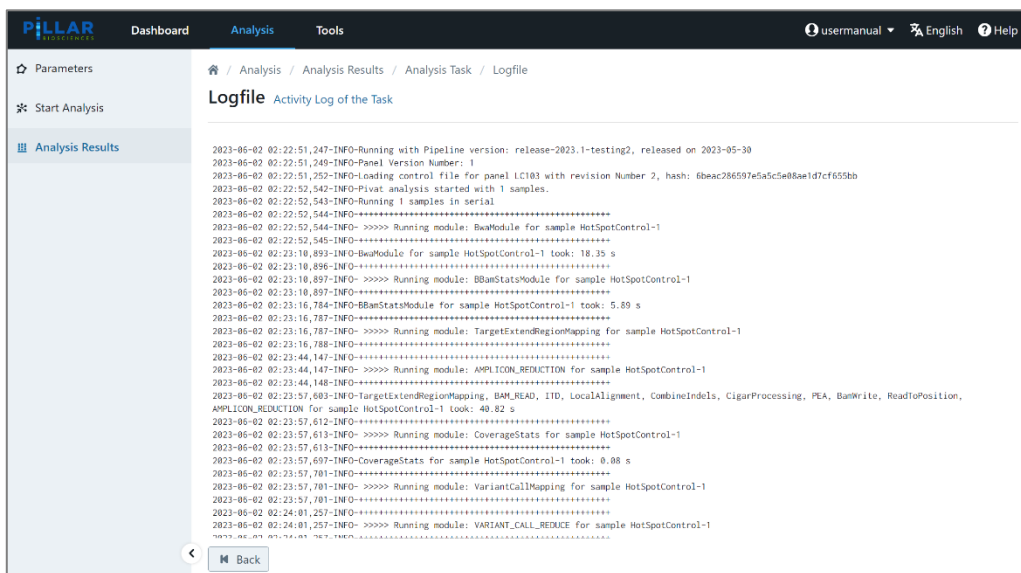 PiLLAR
BIOSCIENCES
Dashboard
Analysis
Tools
usermanual
English
Help
Parameters
Start Analysis
Analysis Results
/ Analysis / Analysis Results / Analysis Task / Logfile
Logfile Activity Log of the Task
2023-06-02 02:22:51,247-INFO-Running with Pipeline version: release-2023.1-testing2, released on 2023-05-30
2023-06-02 02:22:51,249-INFO-Panel Version Number: 1
2023-06-02 02:22:51,252-INFO-Loading control file for panel LC103 with revision Number 2, hash: 6beac286597e5a5c5e08ae1d7cf655bb
2023-06-02 02:22:52,542-INFO-Pivat analysis started with 1 samples.
2023-06-02 02:22:52,543-INFO-Running 1 samples in serial
2023-06-02 02:22:52,544-INFO-++++++++++++++++++++++++++++++++++++++++++++++++++
2023-06-02 02:22:52,544-INFO- >>>>> Running module: BwaModule for sample HotSpotControl-1
2023-06-02 02:22:52,545-INFO-++++++++++++++++++++++++++++++++++++++++++++++++++
2023-06-02 02:23:10,893-INFO-BwaModule for sample HotSpotControl-1 took: 18.35 s
2023-06-02 02:23:10,896-INFO-++++++++++++++++++++++++++++++++++++++++++++++++++
2023-06-02 02:23:10,897-INFO- >>>>> Running module: BBamStatsModule for sample HotSpotControl-1
2023-06-02 02:23:10,897-INFO-++++++++++++++++++++++++++++++++++++++++++++++++++
2023-06-02 02:23:16,784-INFO-BBamStatsModule for sample HotSpotControl-1 took: 5.89 s
2023-06-02 02:23:16,787-INFO-++++++++++++++++++++++++++++++++++++++++++++++++++
2023-06-02 02:23:16,787-INFO- >>>>> Running module: TargetExtendRegionMapping for sample HotSpotControl-1
2023-06-02 02:23:16,788-INFO-++++++++++++++++++++++++++++++++++++++++++++++++++
2023-06-02 02:23:44,147-INFO-++++++++++++++++++++++++++++++++++++++++++++++++++
2023-06-02 02:23:44,147-INFO- >>>>> Running module: AMPLICON_REDUCTION for sample HotSpotControl-1
2023-06-02 02:23:44,148-INFO-++++++++++++++++++++++++++++++++++++++++++++++++++
2023-06-02 02:23:57,603-INFO-TargetExtendRegionMapping, BAM_READ, ITD, LocalAlignment, CombineIndels, CigarProcessing, PEA, BamWrite, ReadToPosition,
AMPLICON_REDUCTION for sample HotSpotControl-1 took: 40.82 s
2023-06-02 02:23:57,612-INFO-++++++++++++++++++++++++++++++++++++++++++++++++++
2023-06-02 02:23:57,613-INFO- >>>>> Running module: CoverageStats for sample HotSpotControl-1
2023-06-02 02:23:57,613-INFO-++++++++++++++++++++++++++++++++++++++++++++++++++
2023-06-02 02:23:57,697-INFO-CoverageStats for sample HotSpotControl-1 took: 0.08 s
2023-06-02 02:23:57,701-INFO-++++++++++++++++++++++++++++++++++++++++++++++++++
2023-06-02 02:23:57,701-INFO- >>>>> Running module: VariantCallMapping for sample HotSpotControl-1
2023-06-02 02:23:57,701-INFO-++++++++++++++++++++++++++++++++++++++++++++++++++
2023-06-02 02:24:01,257-INFO-++++++++++++++++++++++++++++++++++++++++++++++++++
2023-06-02 02:24:01,257-INFO- >>>>> Running module: VARIANT_CALL_REDUCE for sample HotSpotControl-1
2023-06-02 02:24:01,257-INFO-++++++++++++++++++++++++++++++++++++++++++++++++++
Back